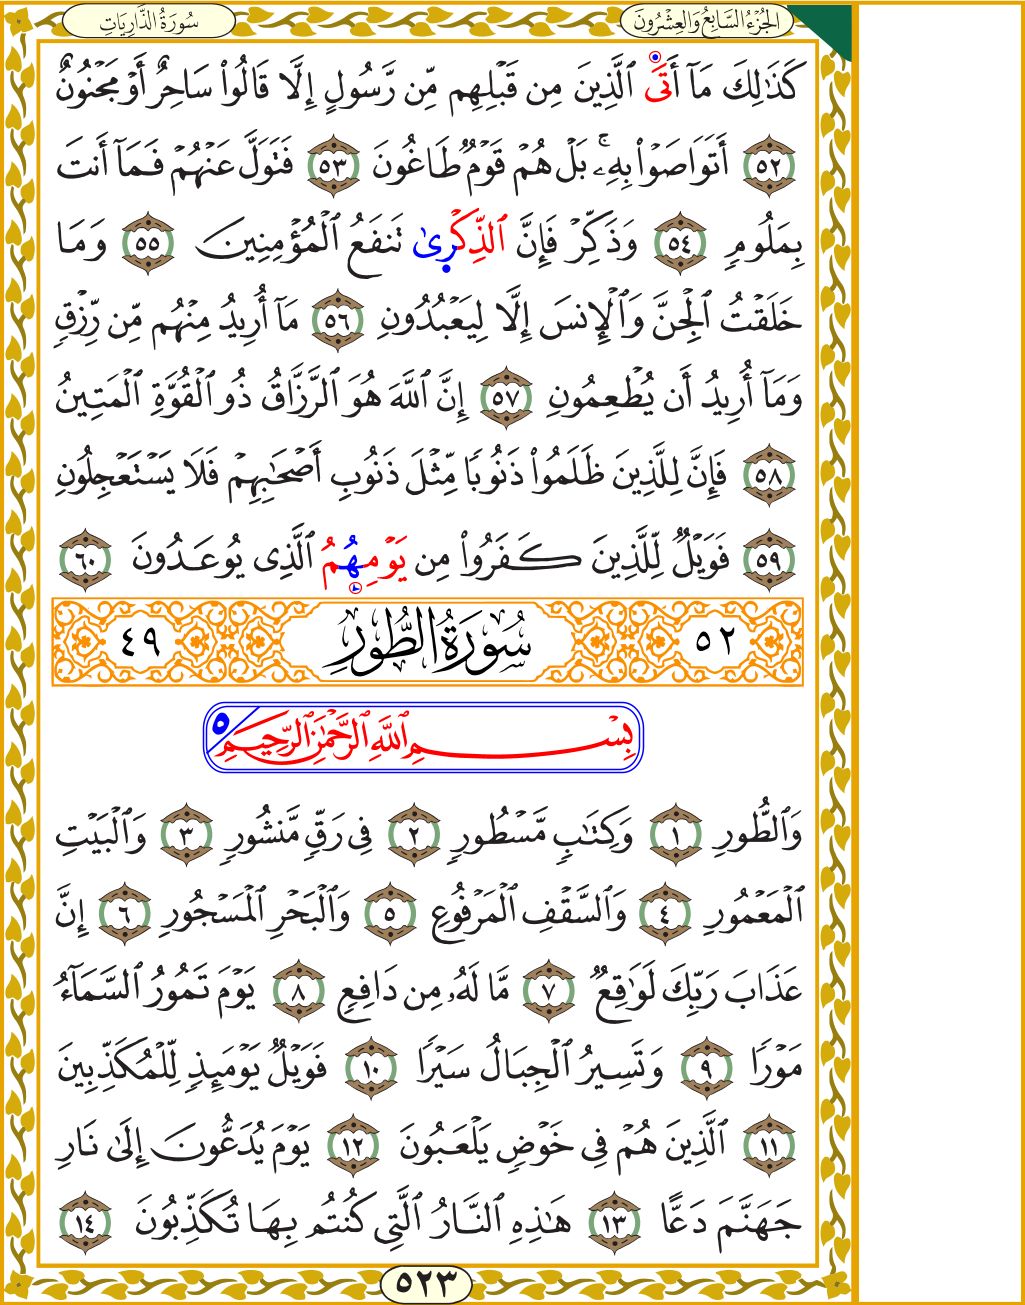 الجُزْءُ السَّابِعُ وَالعِشْرُونَ
سُورَةُ الذَّارِيَاتِ
كَذَٰلِكَ مَآ أَتَى ٱلَّذِينَ مِن قَبْلِهِم مِّن رَّسُولٍ إِلَّا قَالُوا۟ سَاحِرٌ أَوْ مَجْنُونٌ
٥٢ أَتَوَاصَوْا۟ بِهِۦ ۚ بَلْ هُمْ قَوْمٌ طَاغُونَ ٥٣ فَتَوَلَّ عَنْهُمْ فَمَآ أَنتَ
بِمَلُومٍ ٥٤ وَذَكِّرْ فَإِنَّ ٱلذِّكْرىٰ تَنفَعُ ٱلْمُؤْمِنِينَ ٥٥ وَمَا
خَلَقْتُ ٱلْجِنَّ وَٱلْإِنسَ إِلَّا لِيَعْبُدُونِ ٥٦ مَآ أُرِيدُ مِنْهُم مِّن رِّزْقٍ
وَمَآ أُرِيدُ أَن يُطْعِمُونِ ٥٧ إِنَّ ٱللَّهَ هُوَ ٱلرَّزَّاقُ ذُو ٱلْقُوَّةِ ٱلْمَتِينُ
٥٨ فَإِنَّ لِلَّذِينَ ظَلَمُوا۟ ذَنُوبًا مِّثْلَ ذَنُوبِ أَصْحَٰبِهِمْ فَلَا يَسْتَعْجِلُونِ
٥٩ فَوَيْلٌ لِّلَّذِينَ كَفَرُوا۟ مِن يَوْمِهُمُ ٱلَّذِى يُوعَدُونَ ٦٠
٥٢ سُورَةُ الطُّورِ ٤٩
بِسْمِ ٱللَّهِ ٱلرَّحْمَٰنِ ٱلرَّحِيمِ ٥
وَٱلطُّورِ ١ وَكِتَٰبٍ مَّسْطُورٍ ٢ فِى رَقٍّ مَّنشُورٍ ٣ وَٱلْبَيْتِ
ٱلْمَعْمُورِ ٤ وَٱلسَّقْفِ ٱلْمَرْفُوعِ ٥ وَٱلْبَحْرِ ٱلْمَسْجُورِ ٦ إِنَّ
عَذَابَ رَبِّكَ لَوَٰقِعٌ ٧ مَّا لَهُۥ مِن دَافِعٍ ٨ يَوْمَ تَمُورُ ٱلسَّمَآءُ
مَوْرًا ٩ وَتَسِيرُ ٱلْجِبَالُ سَيْرًا ١٠ فَوَيْلٌ يَوْمَئِذٍ لِّلْمُكَذِّبِينَ
١١ ٱلَّذِينَ هُمْ فِى خَوْضٍ يَلْعَبُونَ ١٢ يَوْمَ يُدَعُّونَ إِلَىٰ نَارِ
جَهَنَّمَ دَعًّا ١٣ هَٰذِهِ ٱلنَّارُ ٱلَّتِى كُنتُم بِهَا تُكَذِّبُونَ ١٤
٥٢٣